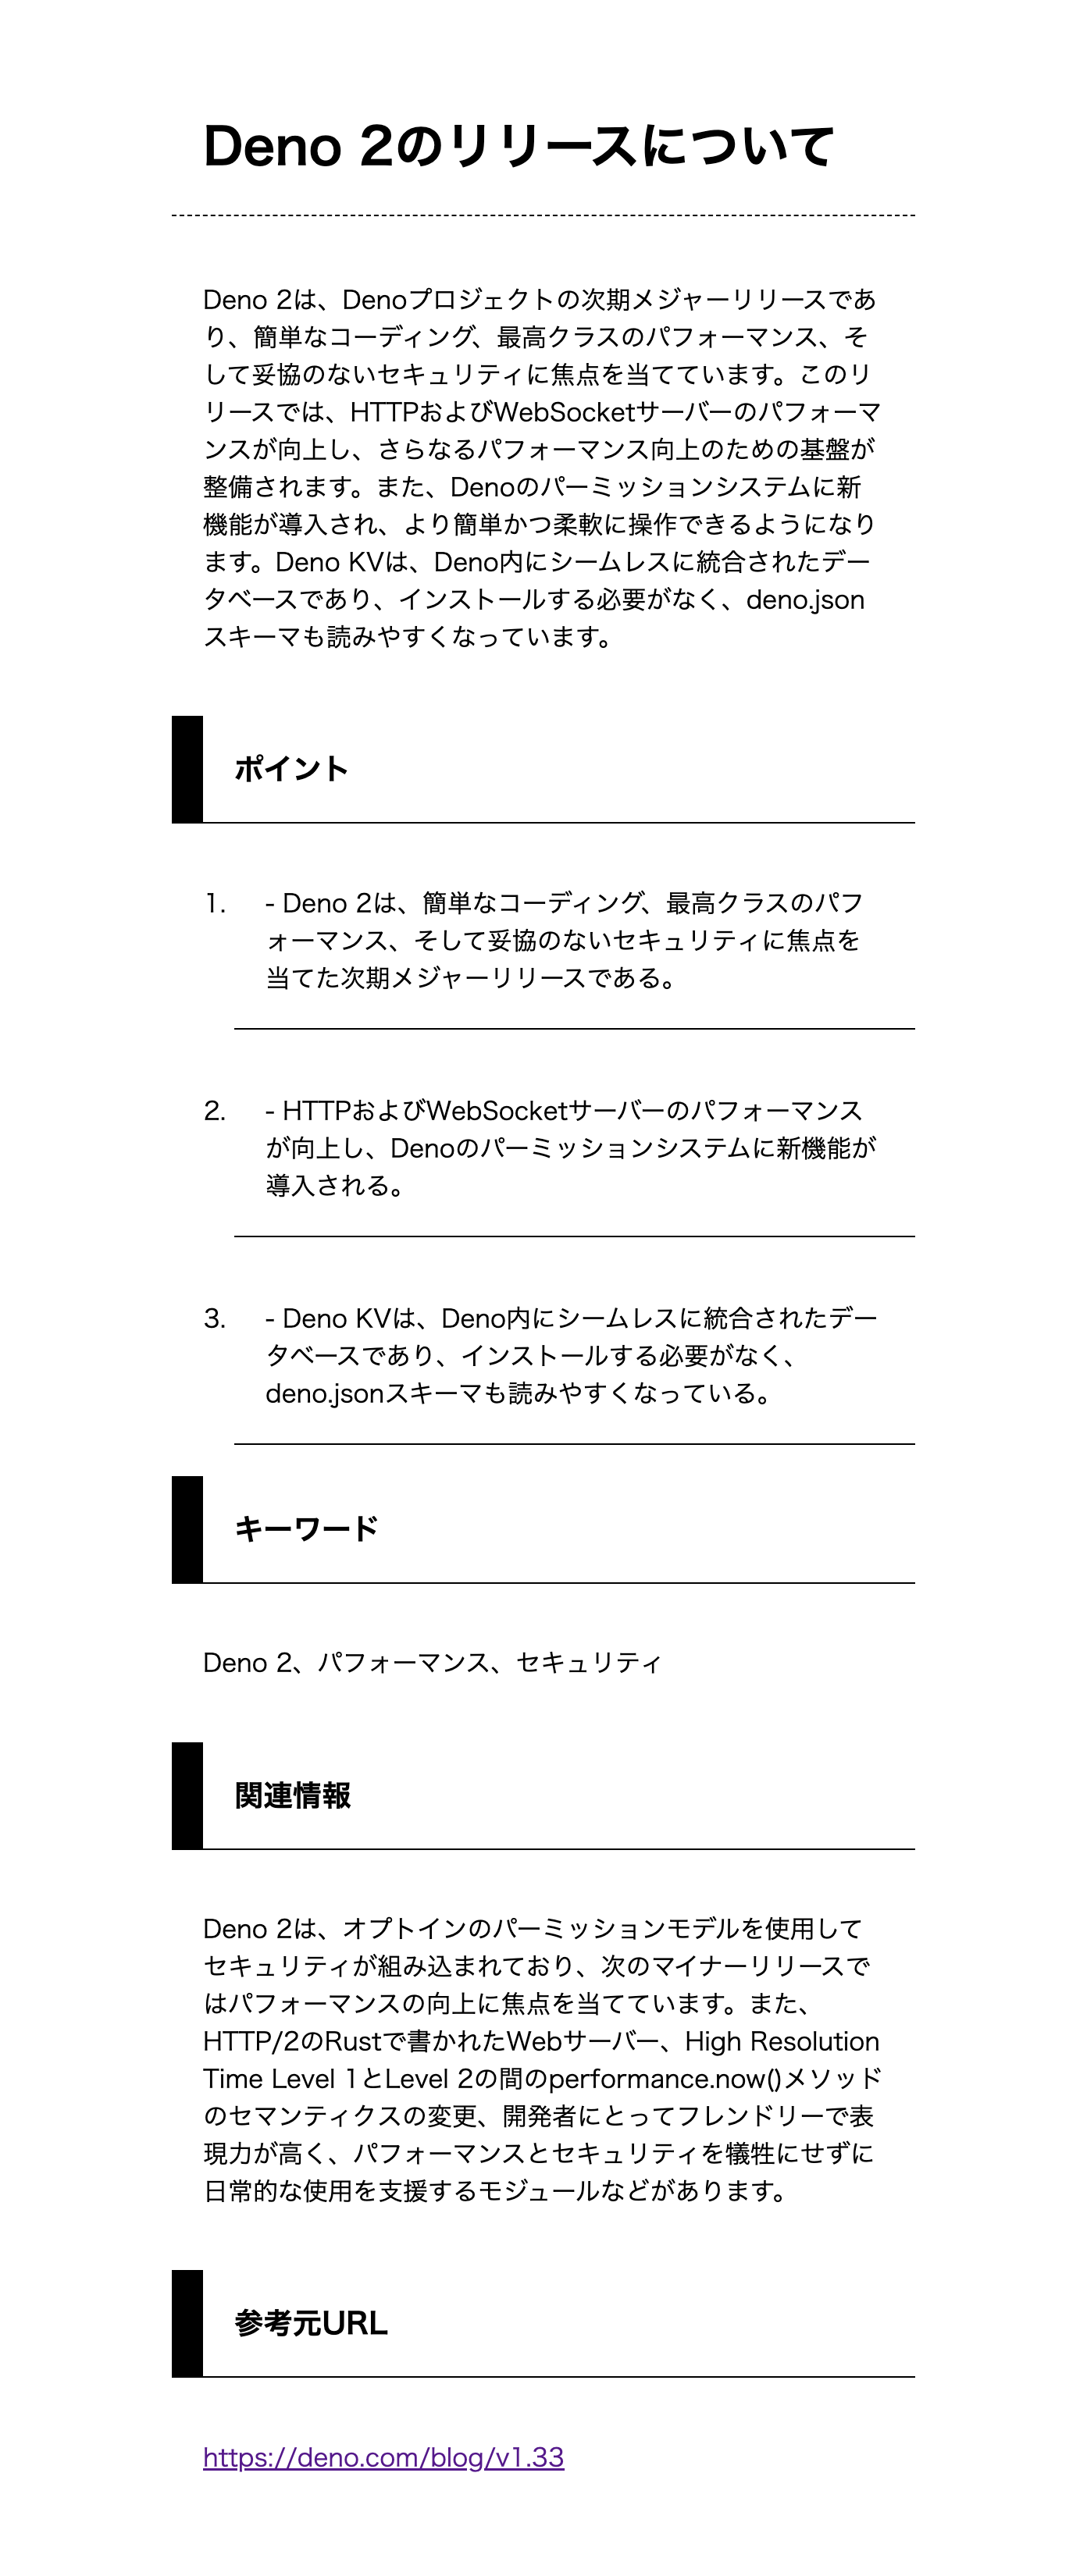 Deno 2のリリースについて
Deno 2は、Denoプロジェクトの次期メジャーリリースであ
り、簡単なコーディング、最高クラスのパフォーマンス、そ
して妥協のないセキュリティに焦点を当てています。このリ
リースでは、HTTPおよびWebSocketサーバーのパフォーマ
ンスが向上し、さらなるパフォーマンス向上のための基盤が
整備されます。また、Denoのパーミッションシステムに新
機能が導入され、より簡単かつ柔軟に操作できるようになり
ます。Deno KVは、Deno内にシームレスに統合されたデー
タベースであり、インストールする必要がなく、deno.json
スキーマも読みやすくなっています。
ポイント
1. - Deno 2は、簡単なコーディング、最高クラスのパフ
ォーマンス、そして妥協のないセキュリティに焦点を
当てた次期メジャーリリースである。
2. - HTTPおよびWebSocketサーバーのパフォーマンス
が向上し、Denoのパーミッションシステムに新機能が
導入される。
3. - Deno KVは、Deno内にシームレスに統合されたデー
タベースであり、インストールする必要がなく、
deno.jsonスキーマも読みやすくなっている。
キーワード
Deno 2、パフォーマンス、セキュリティ
関連情報
Deno 2は、オプトインのパーミッションモデルを使用して
セキュリティが組み込まれており、次のマイナーリリースで
はパフォーマンスの向上に焦点を当てています。また、
HTTP/2のRustで書かれたWebサーバー、High Resolution
Time Level 1とLevel 2の間のperformance.now()メソッド
のセマンティクスの変更、開発者にとってフレンドリーで表
現力が高く、パフォーマンスとセキュリティを犠牲にせずに
日常的な使用を支援するモジュールなどがあります。
参考元URL
https://deno.com/blog/v1.33